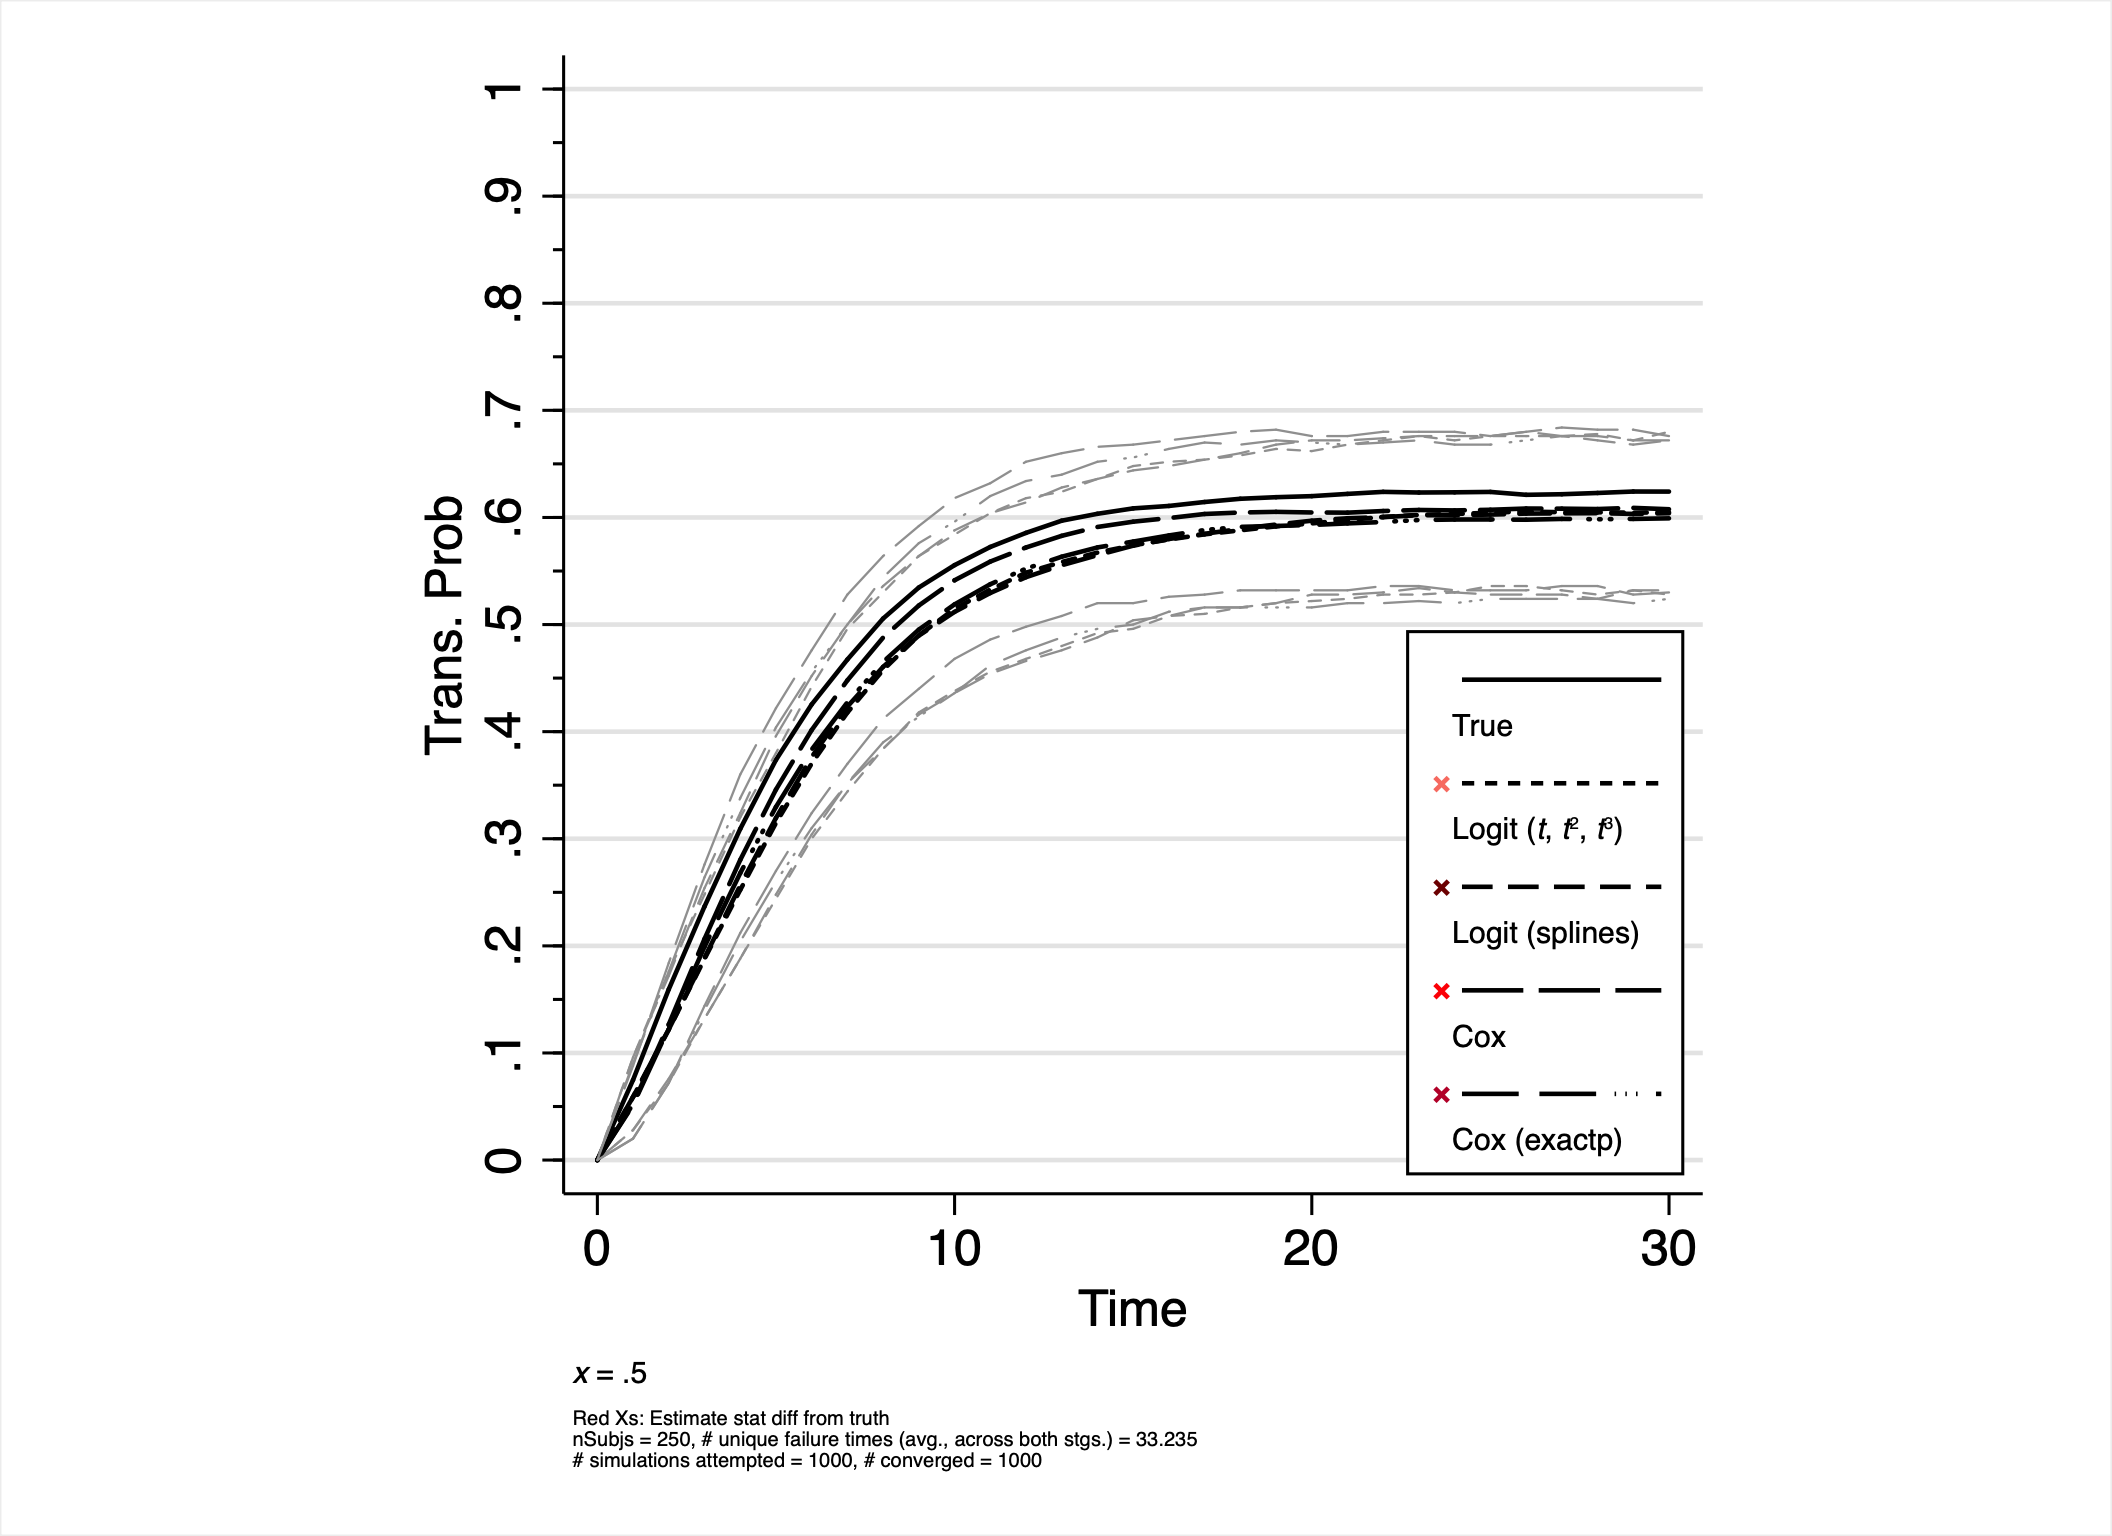 1
.9
.8
.7
.6
.5
.4
.3
.2
.1
0
Trans. Prob
True
Logit (t, t², t³)
Logit (splines)
Cox
Cox (exactp)
0 10 20 30
Time
x = .5
Red Xs: Estimate stat diff from truth
nSubjs = 250, # unique failure times (avg., across both stgs.) = 33.235
# simulations attempted = 1000, # converged = 1000